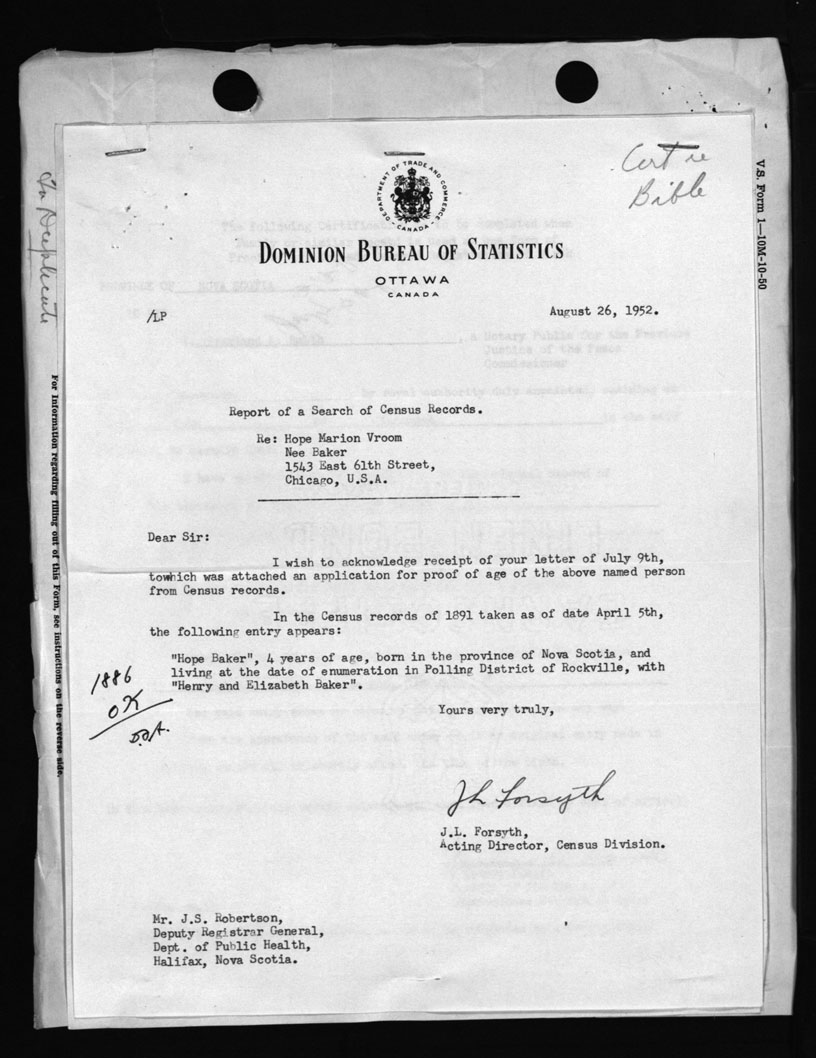 Cert re
Bible
In Duplicate
V.S. Form 1—10M-10-50
DEPARTMENT OF TRADE AND COMMERCE
CANADA
DOMINION BUREAU OF STATISTICS
OTTAWA
CANADA
/LP
August 26, 1952.
Report of a Search of Census Records.
Re: Hope Marion Vroom
Nee Baker
1543 East 61th Street,
Chicago, U.S.A.
Dear Sir:
I wish to acknowledge receipt of your letter of July 9th,
towhich was attached an application for proof of age of the above named person
from Census records.
In the Census records of 1891 taken as of date April 5th,
the following entry appears:
"Hope Baker", 4 years of age, born in the province of Nova Scotia, and
living at the date of enumeration in Polling District of Rockville, with
"Henry and Elizabeth Baker".
1886
OK
Yours very truly,
J L Forsyth
J.L. Forsyth,
Acting Director, Census Division.
Mr. J.S. Robertson,
Deputy Registrar General,
Dept. of Public Health,
Halifax, Nova Scotia.
For Information regarding filling out of this Form, see instructions on the reverse side.